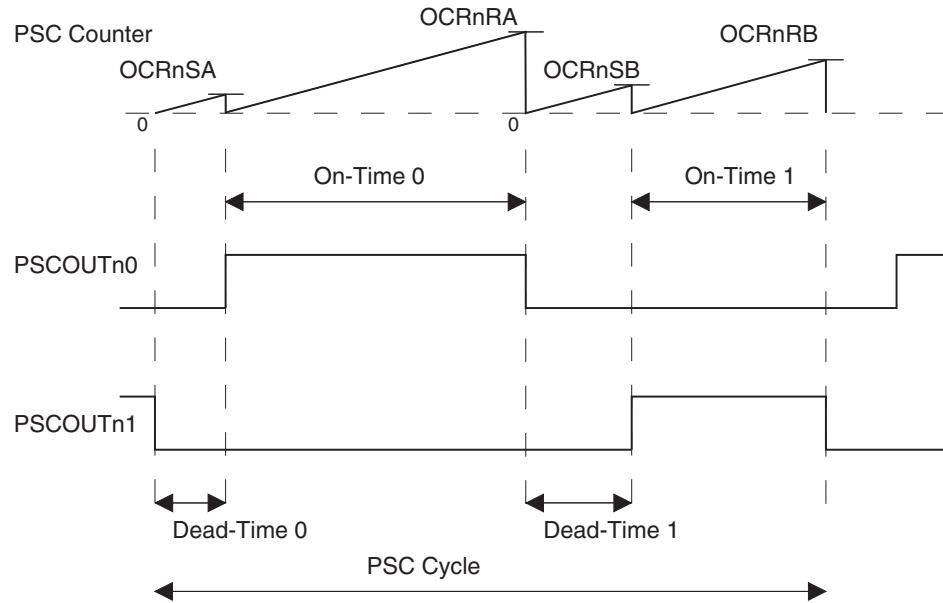 OCRnRA
PSC Counter
OCRnRB
OCRnSA
OCRnSB
0
0
On-Time 0
On-Time 1
PSCOUTn0
PSCOUTn1
Dead-Time 0
Dead-Time 1
PSC Cycle